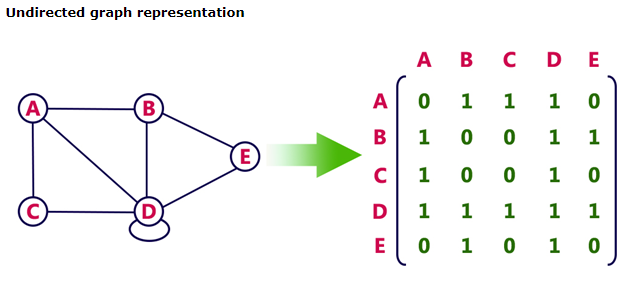 Undirected graph representation
A B C D E
A B
E
C D
A 0 1 1 1 0
B 1 0 0 1 1
C 1 0 0 1 0
D 1 1 1 1 1
E 0 1 0 1 0